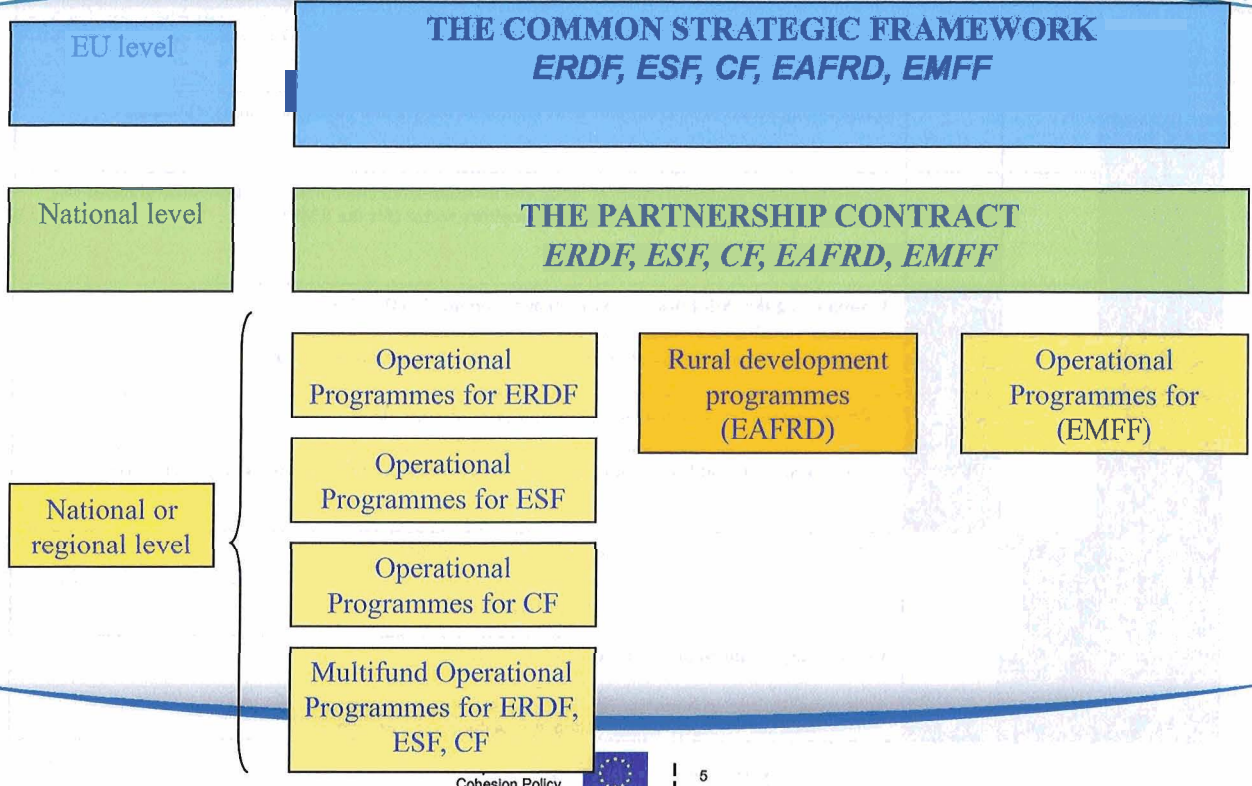 EU level
THE COMMON STRATEGIC FRAMEWORK
ERDF, ESF, CF, EAFRD, EMFF
National level
THE PARTNERSHIP CONTRACT
ERDF, ESF, CF, EAFRD, EMFF
National or
regional level
Operational
Programmes for ERDF
Operational
Programmes for ESF
Operational
Programmes for CF
Multifund Operational
Programmes for ERDF,
ESF, CF
Rural development
programmes
(EAFRD)
Operational
Programmes for
(EMFF)
Cohesion Policy
5